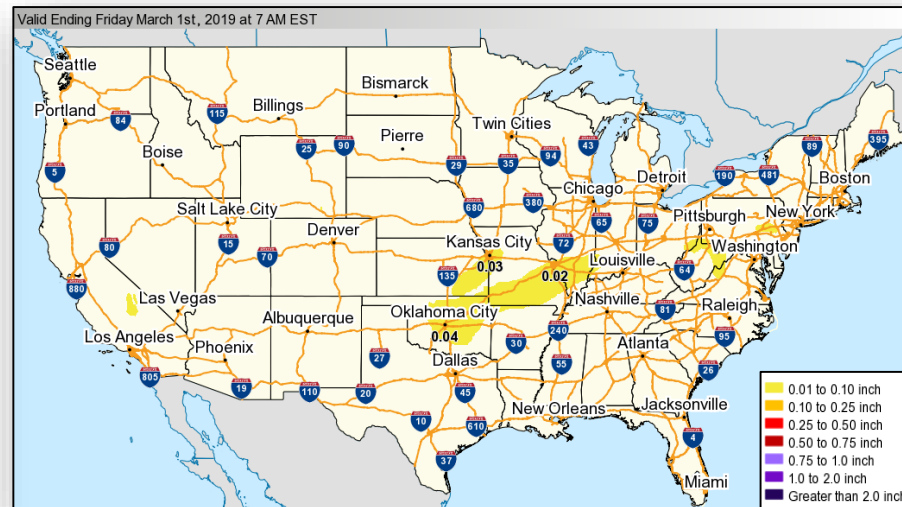 Valid Ending Friday March 1st, 2019 at 7 AM EST
Seattle
Portland
84
5
Boise
115
Billings
Bismarck
25
90
Pierre
Twin Cities
29
35
94
43
Chicago
Detroit
190
481
89
395
Boston
Salt Lake City
80
15
70
Denver
680
380
65
75
Pittsburgh
New York
Kansas City
0.03
135
72
0.02
Louisville
64
Washington
880
Las Vegas
Los Angeles
805
Phoenix
19
Albuquerque
110
Oklahoma City
0.04
27
20
Dallas
30
240
Nashville
81
Raleigh
95
Atlanta
55
26
45
10
610
37
New Orleans
Jacksonville
4
Miami
0.01 to 0.10 inch
0.10 to 0.25 inch
0.25 to 0.50 inch
0.50 to 0.75 inch
0.75 to 1.0 inch
1.0 to 2.0 inch
Greater than 2.0 inch